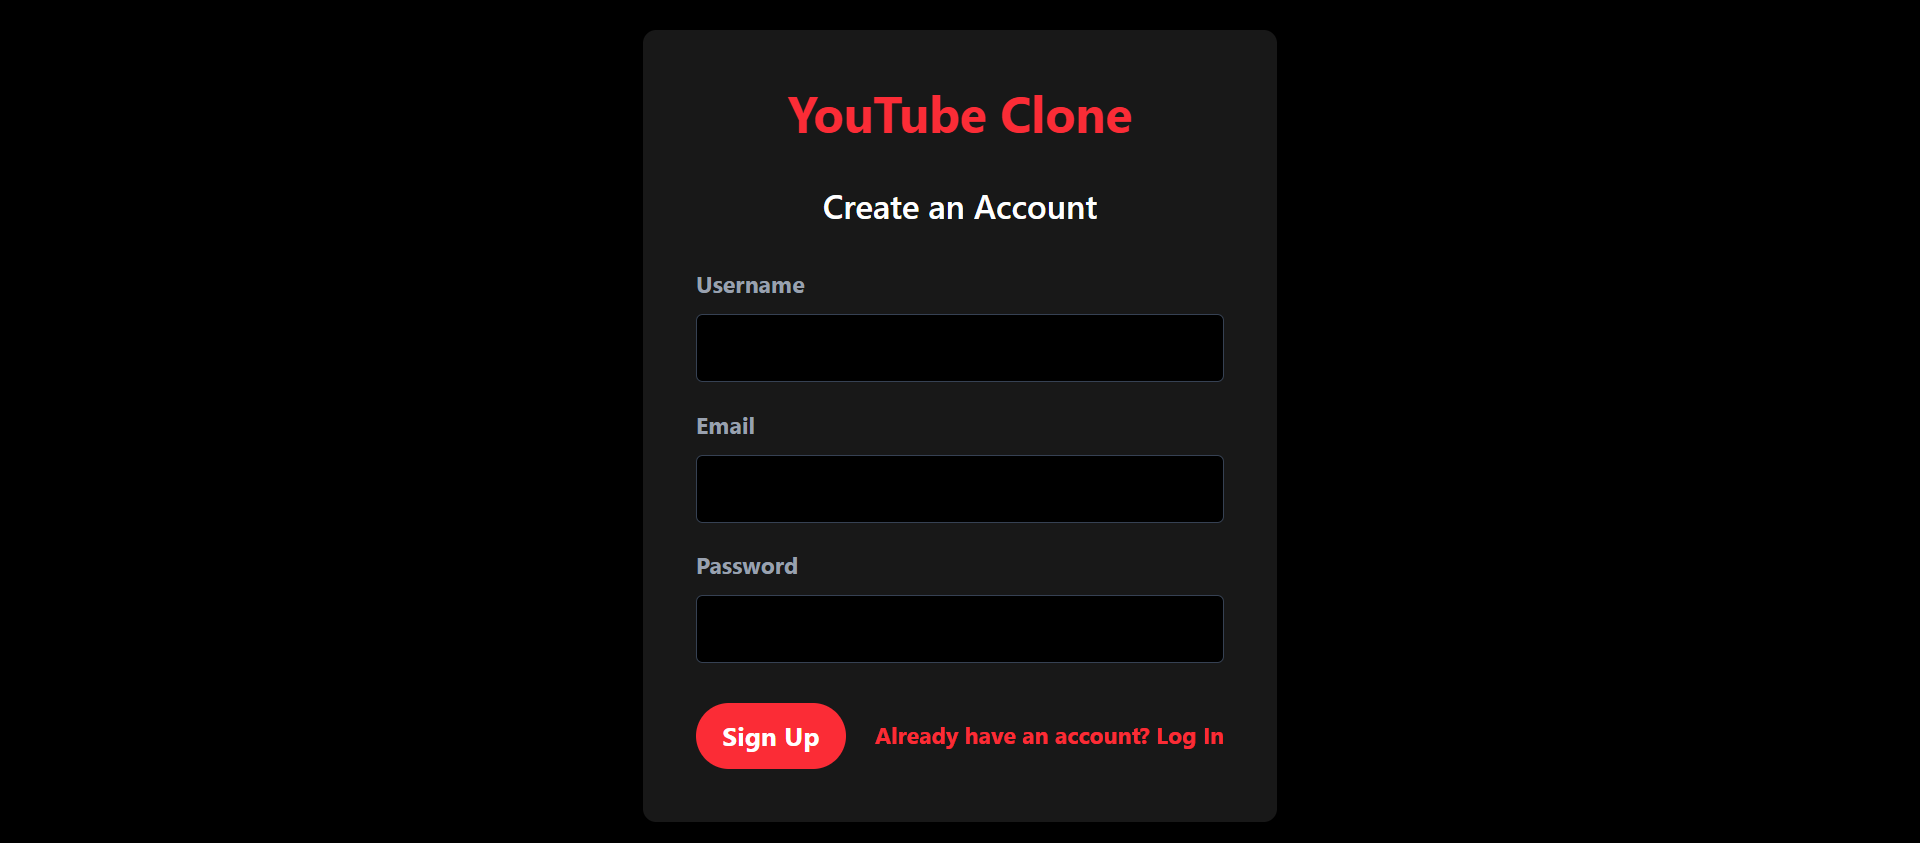 YouTube Clone
Create an Account
Username
Email
Password
Sign Up
Already have an account? Log In